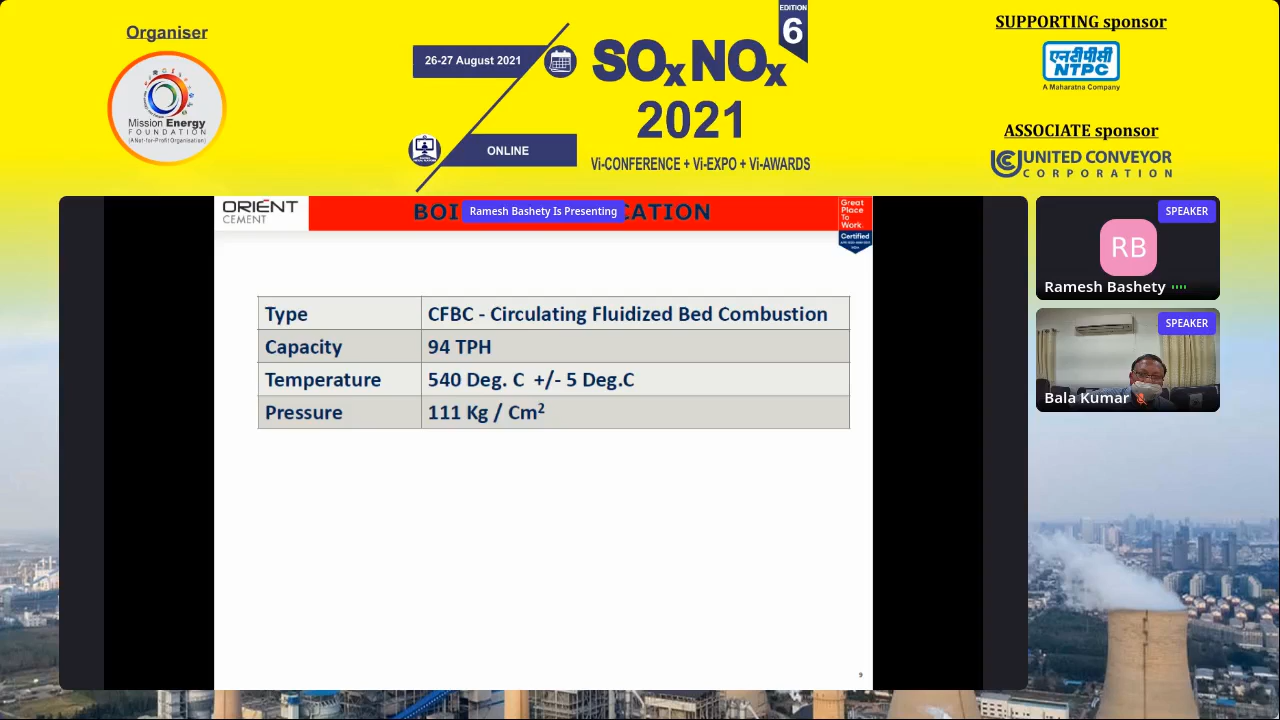 Organiser
Mission Energy
FOUNDATION
(A Net-for-Profit Organisation)
26-27 August 2021
ONLINE
EDITION
6
SOx NOx
2021
Vi-CONFERENCE + Vi-EXPO + Vi-AWARDS
SUPPORTING sponsor
एनटीपीसी
NTPC
A Maharatna Company
ASSOCIATE sponsor
UCC UNITED CONVEYOR
CORPORATION
ORIENT
CEMENT
BOI
CATION
Ramesh Bashety Is Presenting
Great
Place
To
Work.
Certified
Type CFBC - Circulating Fluidized Bed Combustion
Capacity 94 TPH
Temperature 540 Deg. C +/- 5 Deg.C
Pressure 111 Kg / Cm²
9
SPEAKER
RB
Ramesh Bashety
SPEAKER
Bala Kumar